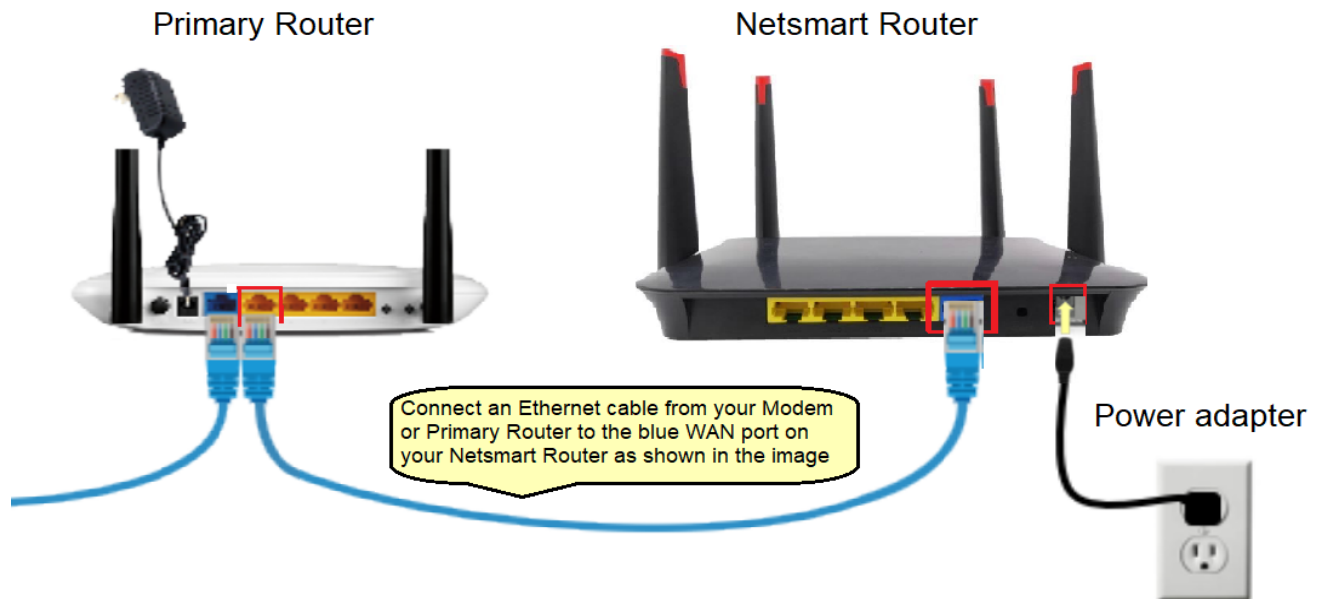 Primary Router
Netsmart Router
Connect an Ethernet cable from your Modem
or Primary Router to the blue WAN port on
your Netsmart Router as shown in the image
Power adapter